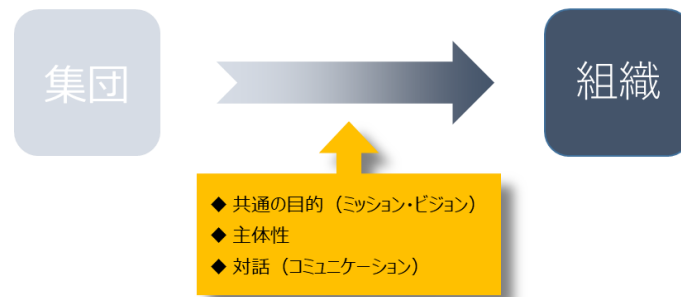 集団
組織
◆ 共通の目的（ミッション・ビジョン）
◆ 主体性
◆ 対話（コミュニケーション）